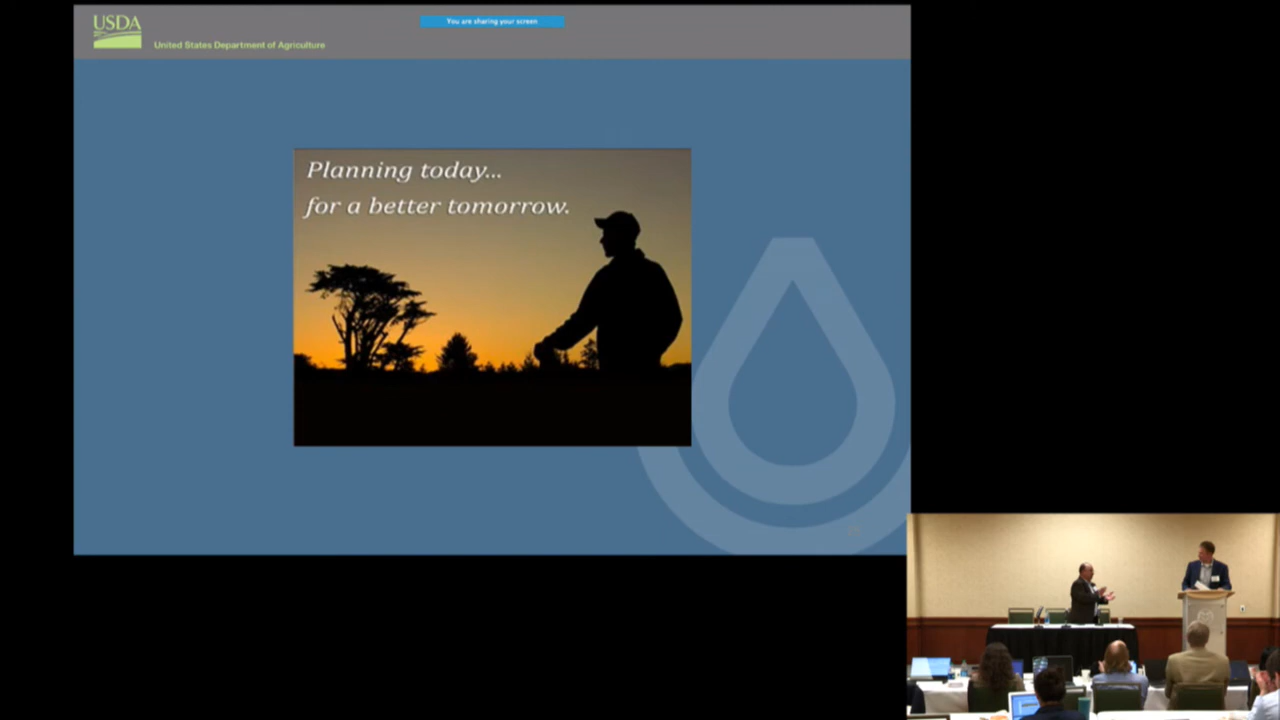 USDA
You are sharing your screen
United States Department of Agriculture
Planning today...
for a better tomorrow.